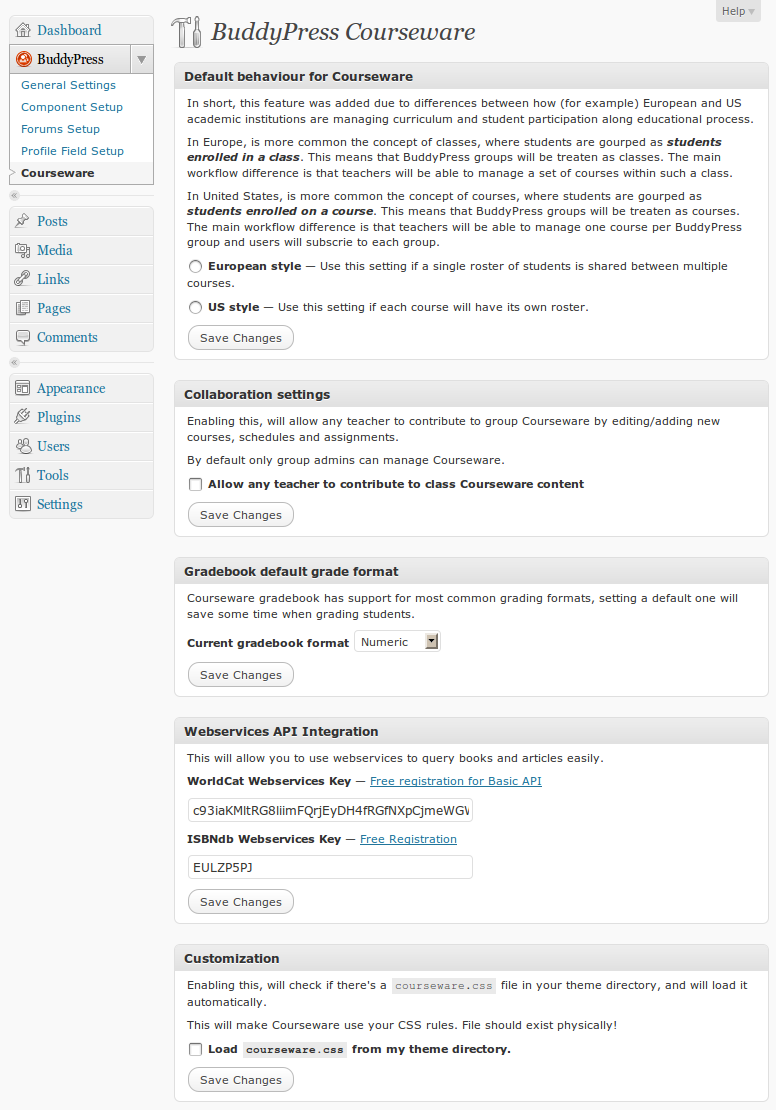 Help
Dashboard
BuddyPress
General Settings
Component Setup
Forums Setup
Profile Field Setup
Courseware
Posts
Media
Links
Pages
Comments
Appearance
Plugins
Users
Tools
Settings
BuddyPress Courseware
Default behaviour for Courseware
In short, this feature was added due to differences between how (for example) European and US
academic institutions are managing curriculum and student participation along educational process.
In Europe, is more common the concept of classes, where students are gourped as students
enrolled in a class. This means that BuddyPress groups will be treaten as classes. The main
workflow difference is that teachers will be able to manage a set of courses within such a class.
In United States, is more common the concept of courses, where students are gourped as
students enrolled on a course. This means that BuddyPress groups will be treaten as courses.
The main workflow difference is that teachers will be able to manage one course per BuddyPress
group and users will subscrie to each group.
European style — Use this setting if a single roster of students is shared between multiple
courses.
US style — Use this setting if each course will have its own roster.
Save Changes
Collaboration settings
Enabling this, will allow any teacher to contribute to group Courseware by editing/adding new
courses, schedules and assignments.
By default only group admins can manage Courseware.
Allow any teacher to contribute to class Courseware content
Save Changes
Gradebook default grade format
Courseware gradebook has support for most common grading formats, setting a default one will
save some time when grading students.
Current gradebook format Numeric
Save Changes
Webservices API Integration
This will allow you to use webservices to query books and articles easily.
WorldCat Webservices Key — Free registration for Basic API
ISBNdb Webservices Key — Free Registration
EULZP5PJ
Save Changes
Customization
Enabling this, will check if there's a courseware.css file in your theme directory, and will load it
automatically.
This will make Courseware use your CSS rules. File should exist physically!
Load courseware.css from my theme directory.
Save Changes